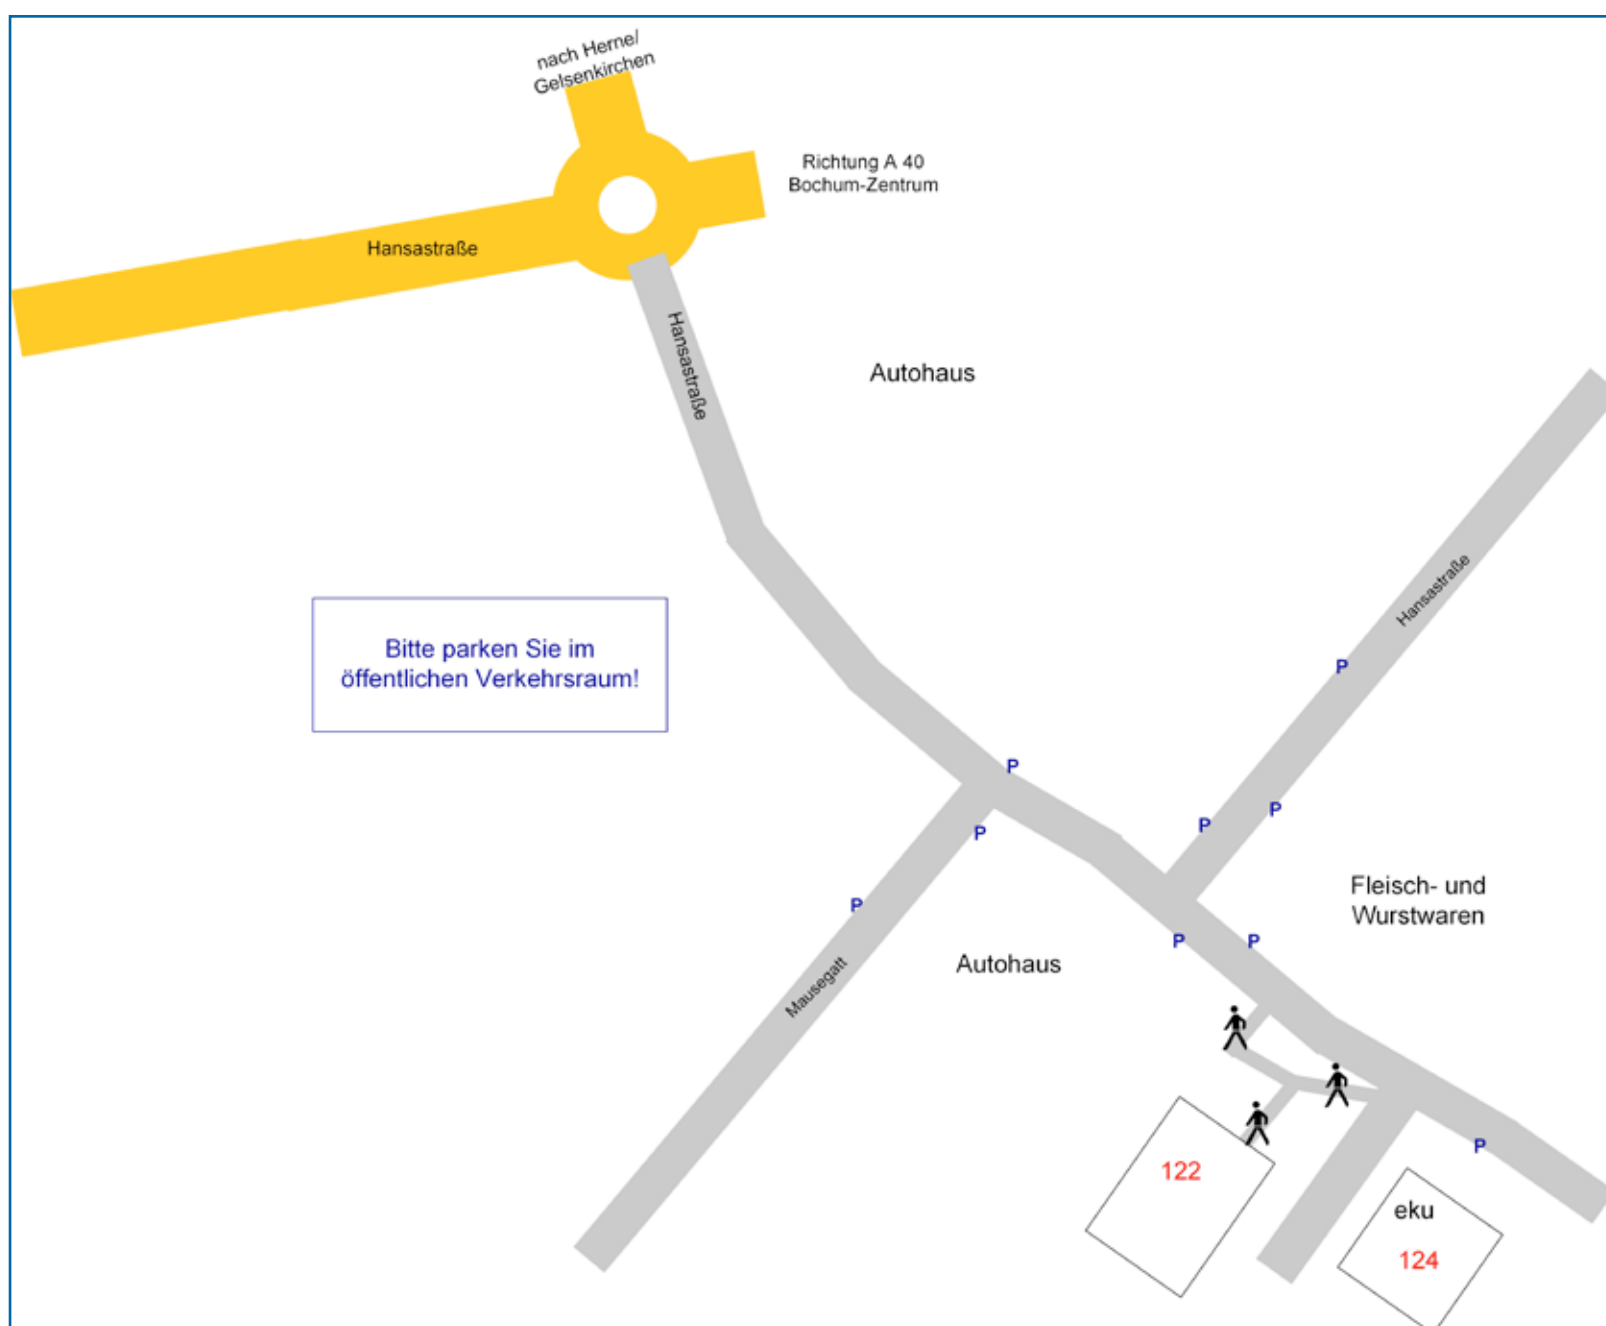 nach Herne/
Gelsenkirchen
Richtung A 40
Bochum-Zentrum
Hansastraße
Hansastraße
Autohaus
Hansastraße
Bitte parken Sie im
öffentlichen Verkehrsraum!
P
P
P
P
P
P
Fleisch- und
Wurstwaren
P
P
Autohaus
Mausegatt
P
122
eku
124